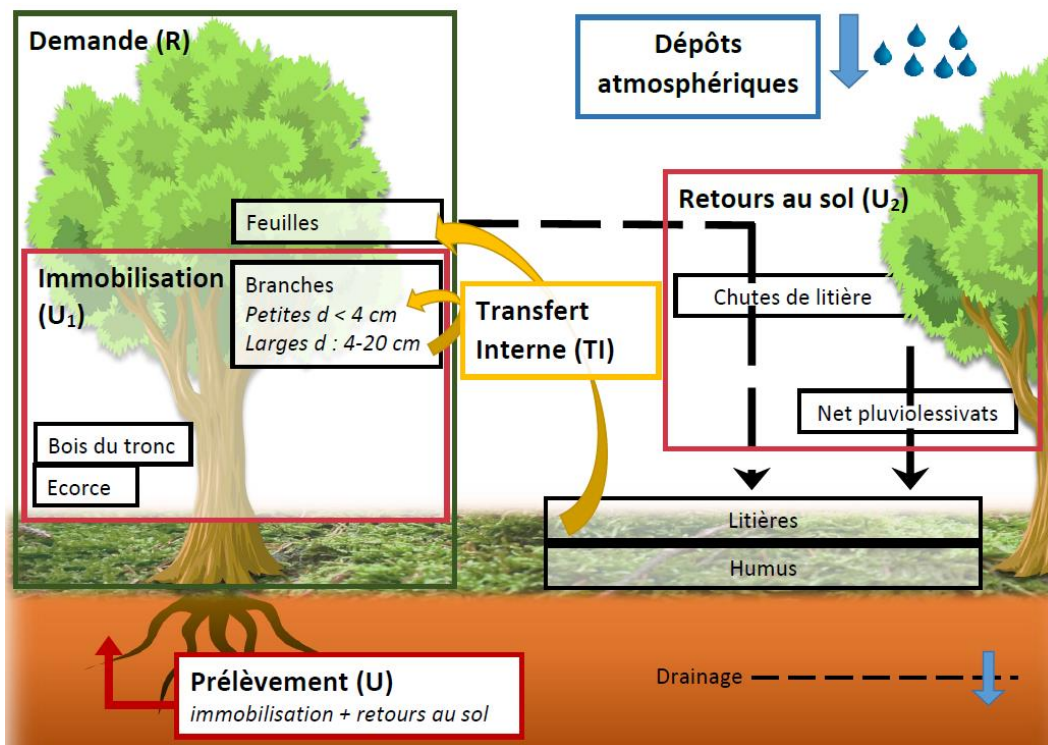 Demande (R)
Dépôts
atmosphériques
Retours au sol (U₂)
Feuilles
Immobilisation
(U₁)
Branches
Petites d < 4 cm
Larges d : 4-20 cm
Transfert
Interne (TI)
Chutes de litière
Net pluviolessivats
Bois du tronc
Ecorce
Litières
Humus
Prélèvement (U)
immobilisation + retours au sol
Drainage